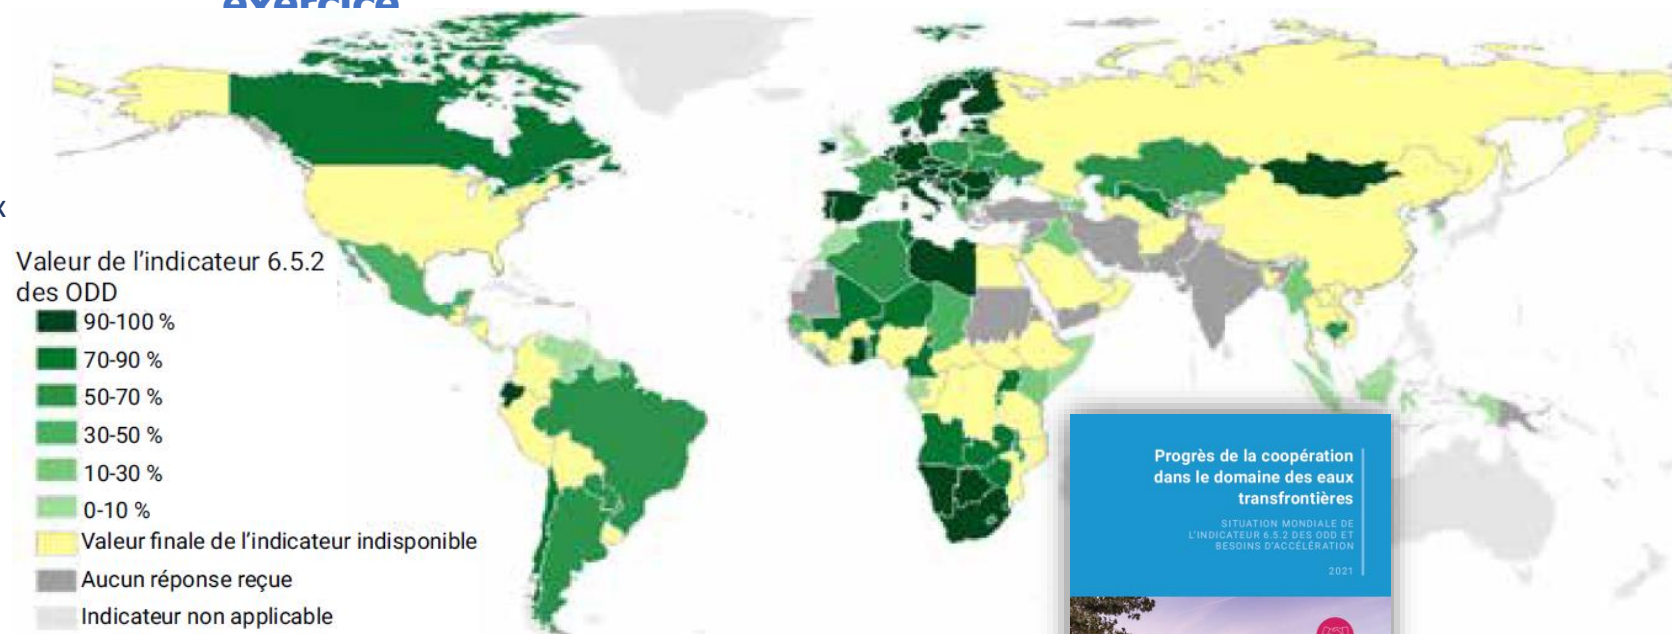 exercice
x
Valeur de l'indicateur 6.5.2
des ODD
90-100 %
70-90 %
50-70 %
30-50 %
10-30 %
0-10 %
Valeur finale de l'indicateur indisponible
Aucun réponse reçue
Indicateur non applicable
Progrès de la coopération
dans le domaine des eaux
transfrontières
SITUATION MONDIALE DE
L'INDICATEUR 6.5.2 DES ODD ET
BESOINS D'ACCÉLÉRATION
2021